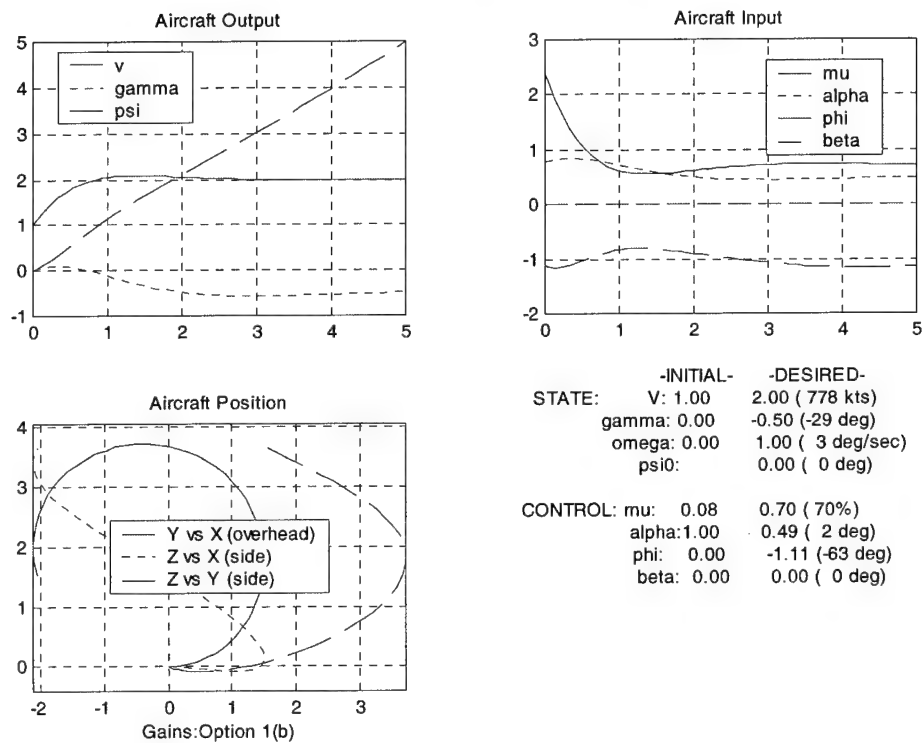 Aircraft Output
5
4
3
2
1
0
-1
0 1 2 3 4 5
v
gamma
psi
Aircraft Input
3
2
1
0
-1
-2
0 1 2 3 4 5
mu
alpha
phi
beta
Aircraft Position
4
3
2
1
0
-2 -1 0 1 2 3
Y vs X (overhead)
Z vs X (side)
Z vs Y (side)
Gains:Option 1(b)
-INITIAL- -DESIRED-
STATE: V: 1.00 2.00 ( 778 kts)
gamma: 0.00 -0.50 (-29 deg)
omega: 0.00 1.00 ( 3 deg/sec)
psi0: 0.00 ( 0 deg)
CONTROL: mu: 0.08 0.70 ( 70%)
alpha:1.00 0.49 ( 2 deg)
phi: 0.00 -1.11 (-63 deg)
beta: 0.00 0.00 ( 0 deg)